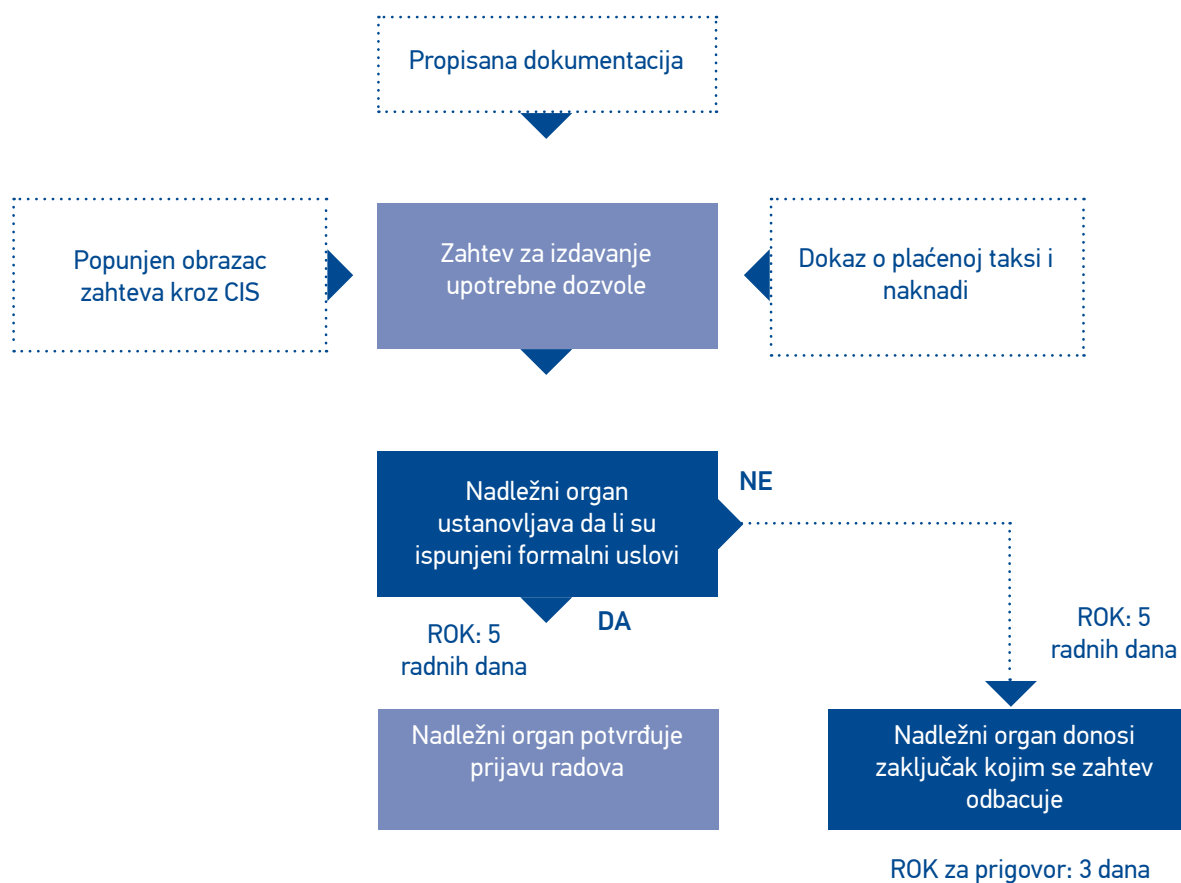 Propisana dokumentacija
Popunjen obrazac
zahteva kroz CIS
Zahtev za izdavanje
upotrebne dozvole
Dokaz o plaćenoj taksi i
naknadi
Nadležni organ
ustanovljava da li su
ispunjeni formalni uslovi
NE
DA
ROK: 5
radnih dana
ROK: 5
radnih dana
Nadležni organ potvrđuje
prijavu radova
Nadležni organ donosi
zaključak kojim se zahtev
odbacuje
ROK za prigovor: 3 dana